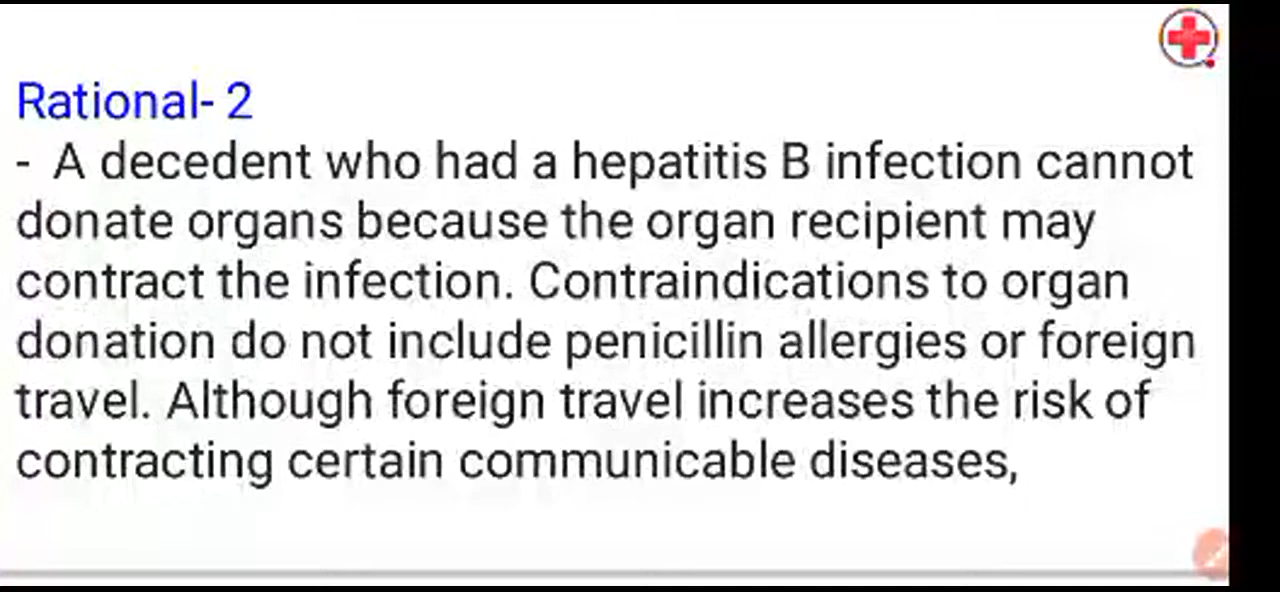 Rational- 2
- A decedent who had a hepatitis B infection cannot
donate organs because the organ recipient may
contract the infection. Contraindications to organ
donation do not include penicillin allergies or foreign
travel. Although foreign travel increases the risk of
contracting certain communicable diseases,